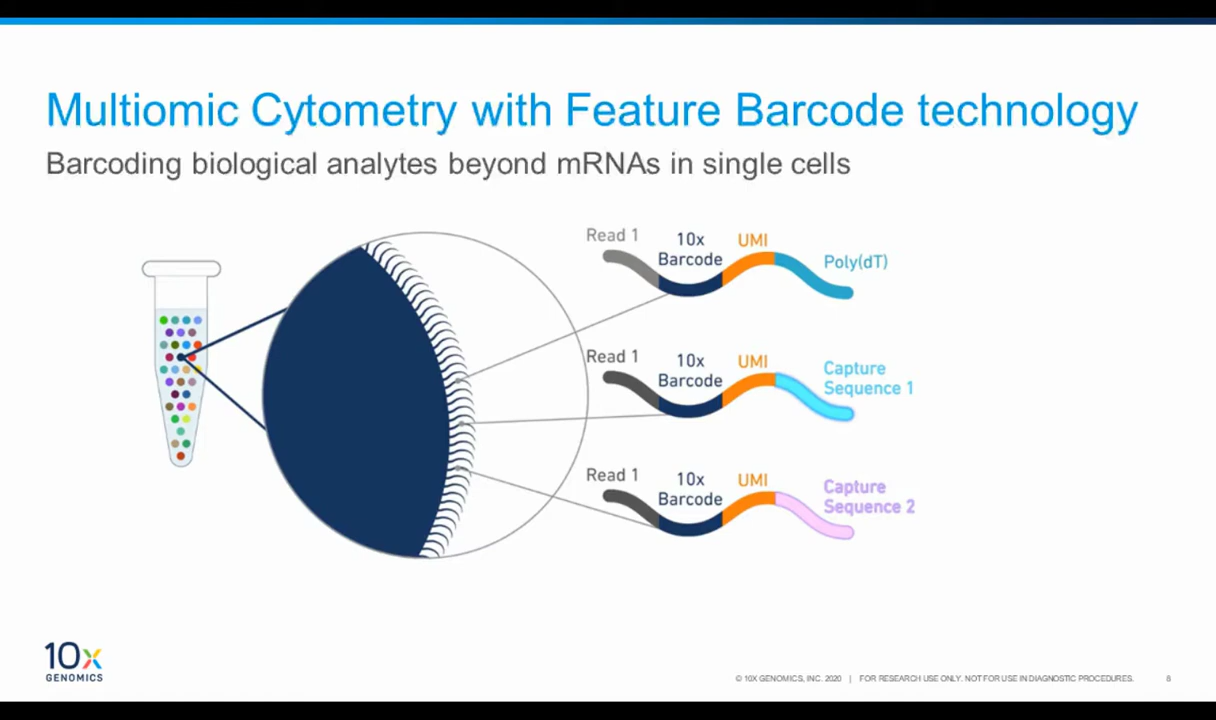 Multiomic Cytometry with Feature Barcode technology
Barcoding biological analytes beyond mRNAs in single cells
Read 1
10x
Barcode
UMI
Poly(dT)
Read 1
10x
Barcode
UMI
Capture
Sequence 1
Read 1
10x
Barcode
UMI
Capture
Sequence 2
10x
GENOMICS
© 10X GENOMICS, INC. 2020 | FOR RESEARCH USE ONLY. NOT FOR USE IN DIAGNOSTIC PROCEDURES. 8